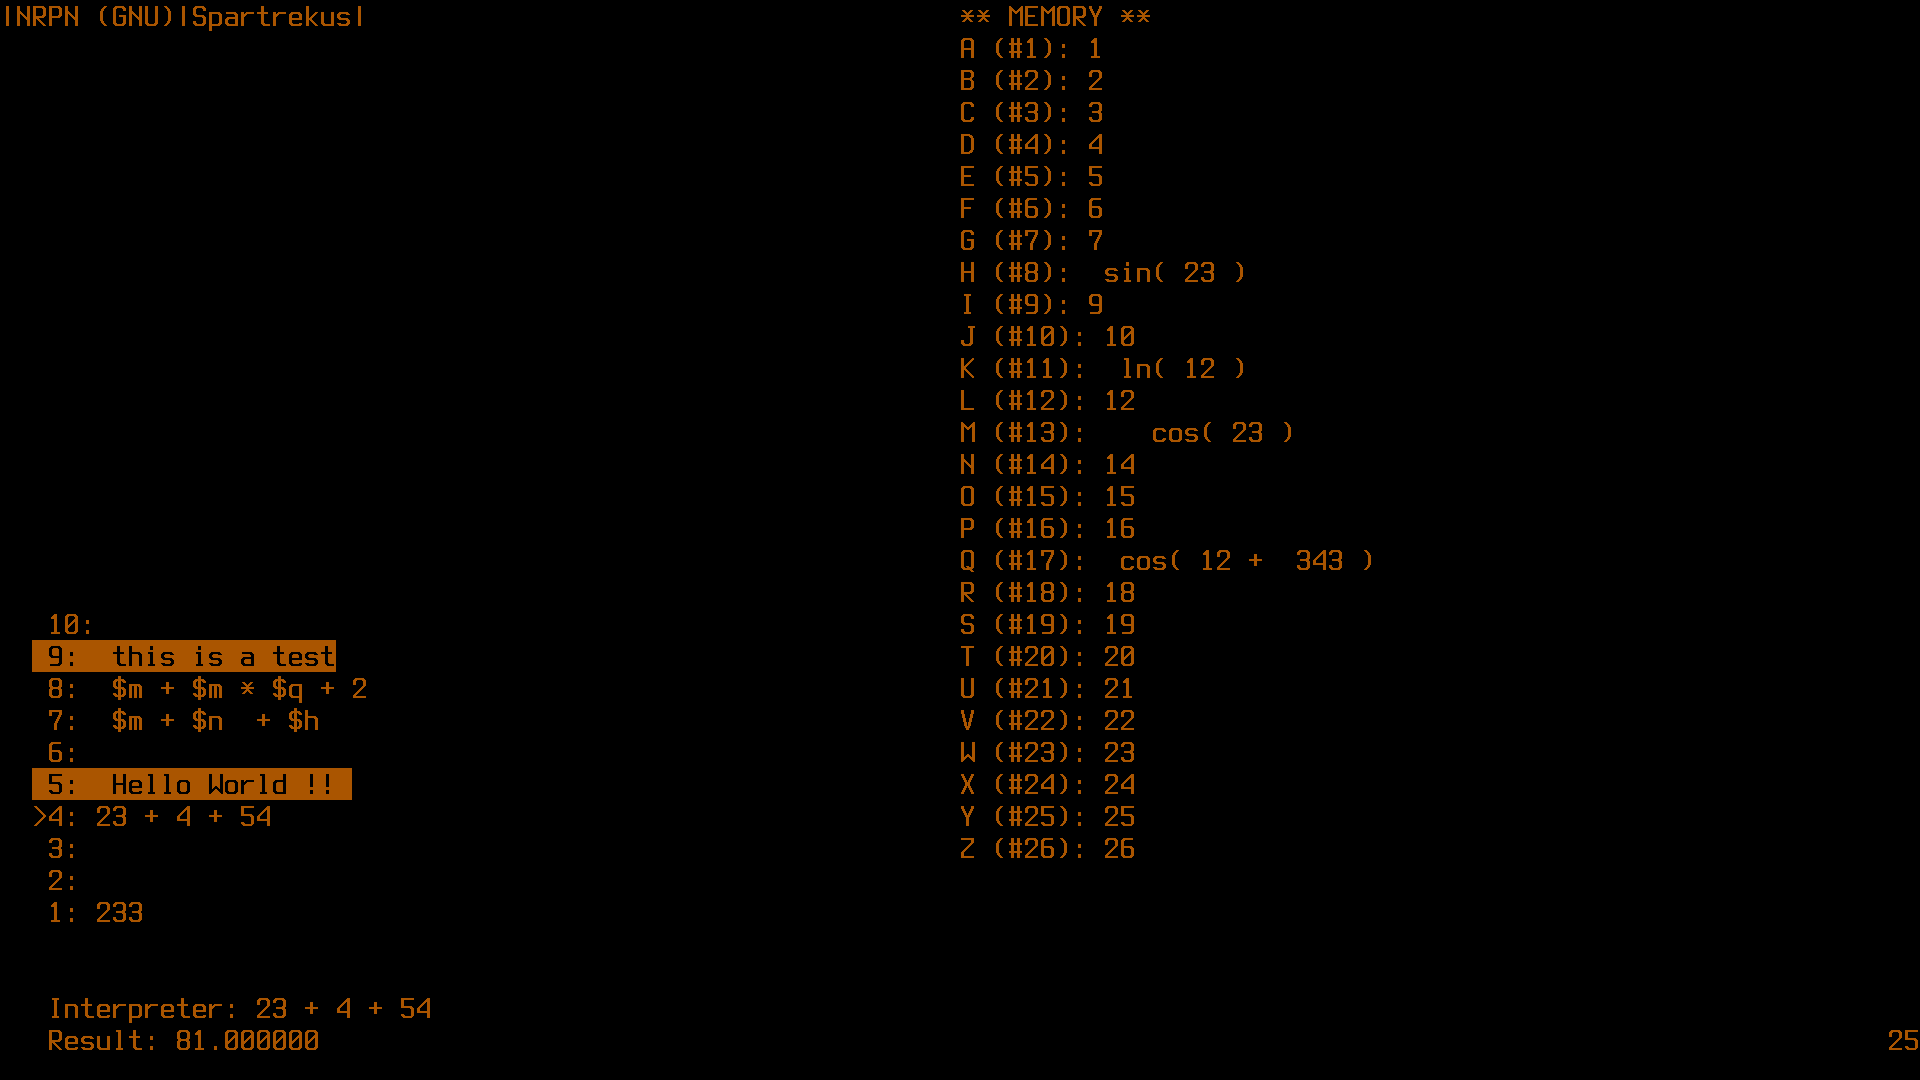 |NRPN (GNU)|Spartrekus|
** MEMORY **
A (#1): 1
B (#2): 2
C (#3): 3
D (#4): 4
E (#5): 5
F (#6): 6
G (#7): 7
H (#8):  sin( 23 )
I (#9): 9
J (#10): 10
K (#11):  ln( 12 )
L (#12): 12
M (#13):    cos( 23 )
N (#14): 14
O (#15): 15
P (#16): 16
Q (#17):  cos( 12 +  343 )
R (#18): 18
S (#19): 19
T (#20): 20
U (#21): 21
V (#22): 22
W (#23): 23
X (#24): 24
Y (#25): 25
Z (#26): 26
10:
9:  this is a test
8:  $m + $m * $q + 2
7:  $m + $n  + $h
6:
5:  Hello World !!
>4: 23 + 4 + 54
3:
2:
1: 233
Interpreter: 23 + 4 + 54
Result: 81.000000
25